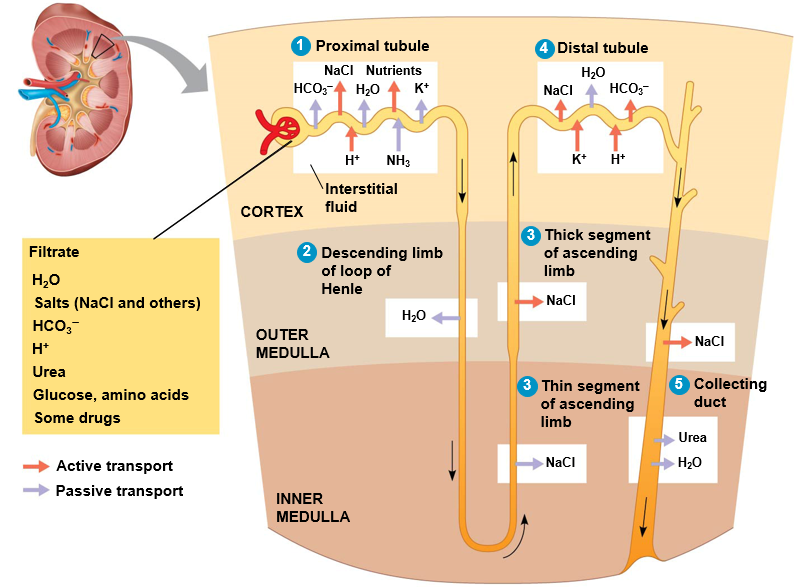 1 Proximal tubule
NaCl Nutrients
HCO₃⁻ H₂O K⁺
H⁺ NH₃
Interstitial
fluid
CORTEX
4 Distal tubule
H₂O
NaCl HCO₃⁻
K⁺ H⁺
Filtrate
H₂O
Salts (NaCl and others)
HCO₃⁻
H⁺
Urea
Glucose, amino acids
Some drugs
Active transport
Passive transport
2 Descending limb
of loop of
Henle
H₂O
3 Thick segment
of ascending
limb
NaCl
OUTER
MEDULLA
NaCl
3 Thin segment
of ascending
limb
NaCl
5 Collecting
duct
Urea
H₂O
INNER
MEDULLA